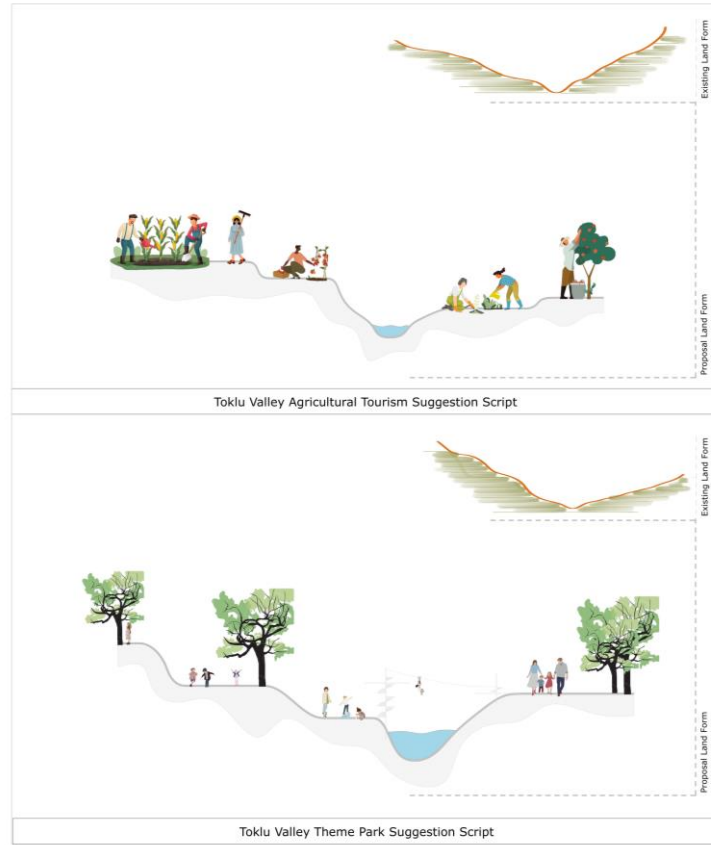 Existing Land Form
Proposal Land Form
Toklu Valley Agricultural Tourism Suggestion Script
Existing Land Form
Proposal Land Form
Toklu Valley Theme Park Suggestion Script